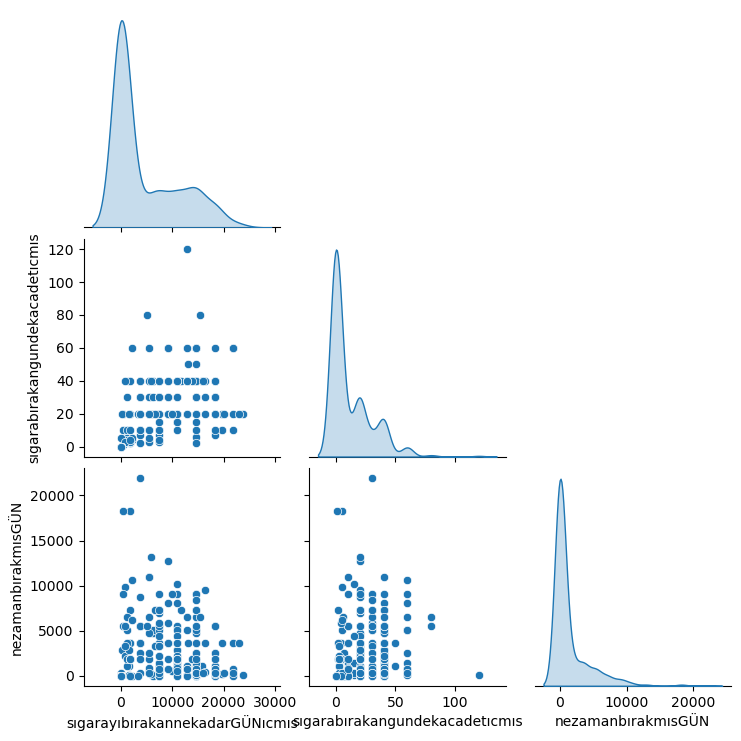 sıgarabırakangundekacadetıcmıs
120
100
80
60
40
20
0
nezamanbırakmısGÜN
20000
15000
10000
5000
0
0 10000 20000 30000
0 50 100
0 10000 20000
sıgarayıbırakannekadarGÜNıcmıs
sıgarabırakangundekacadetıcmıs
nezamanbırakmısGÜN